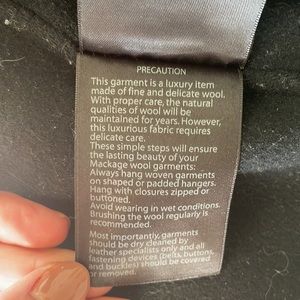 PRECAUTION
This garment is a luxury item
made of fine and delicate wool.
With proper care, the natural
qualities of wool will be
maintained for years. However,
this luxurious fabric requires
delicate care.
These simple steps will ensure
the lasting beauty of your
Mackage wool garments:
Always hang woven garments
on shaped or padded hangers.
Hang with closures zipped or
buttoned.
Avoid wearing in wet conditions.
Brushing the wool regularly is
recommended.
Most importantly, garments
should be dry cleaned by
leather specialists only and all
fastening devices (belts, buttons,
and buckles) should be covered
or removed.